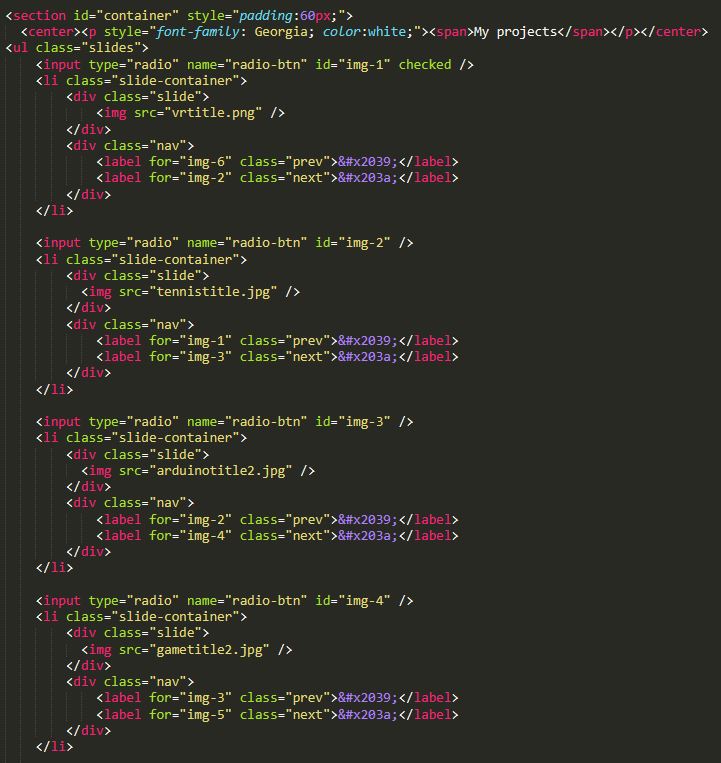 <section id="container" style="padding:60px;">
<center><p style="font-family: Georgia; color:white;"><span>My projects</span></p></center>
<ul class="slides">
<input type="radio" name="radio-btn" id="img-1" checked />
<li class="slide-container">
<div class="slide">
<img src="vrtitle.png" />
</div>
<div class="nav">
<label for="img-6" class="prev">&#x2039;</label>
<label for="img-2" class="next">&#x203a;</label>
</div>
</li>
<input type="radio" name="radio-btn" id="img-2" />
<li class="slide-container">
<div class="slide">
<img src="tennistitle.jpg" />
</div>
<div class="nav">
<label for="img-1" class="prev">&#x2039;</label>
<label for="img-3" class="next">&#x203a;</label>
</div>
</li>
<input type="radio" name="radio-btn" id="img-3" />
<li class="slide-container">
<div class="slide">
<img src="arduinotitle2.jpg" />
</div>
<div class="nav">
<label for="img-2" class="prev">&#x2039;</label>
<label for="img-4" class="next">&#x203a;</label>
</div>
</li>
<input type="radio" name="radio-btn" id="img-4" />
<li class="slide-container">
<div class="slide">
<img src="gametitle2.jpg" />
</div>
<div class="nav">
<label for="img-3" class="prev">&#x2039;</label>
<label for="img-5" class="next">&#x203a;</label>
</div>
</li>